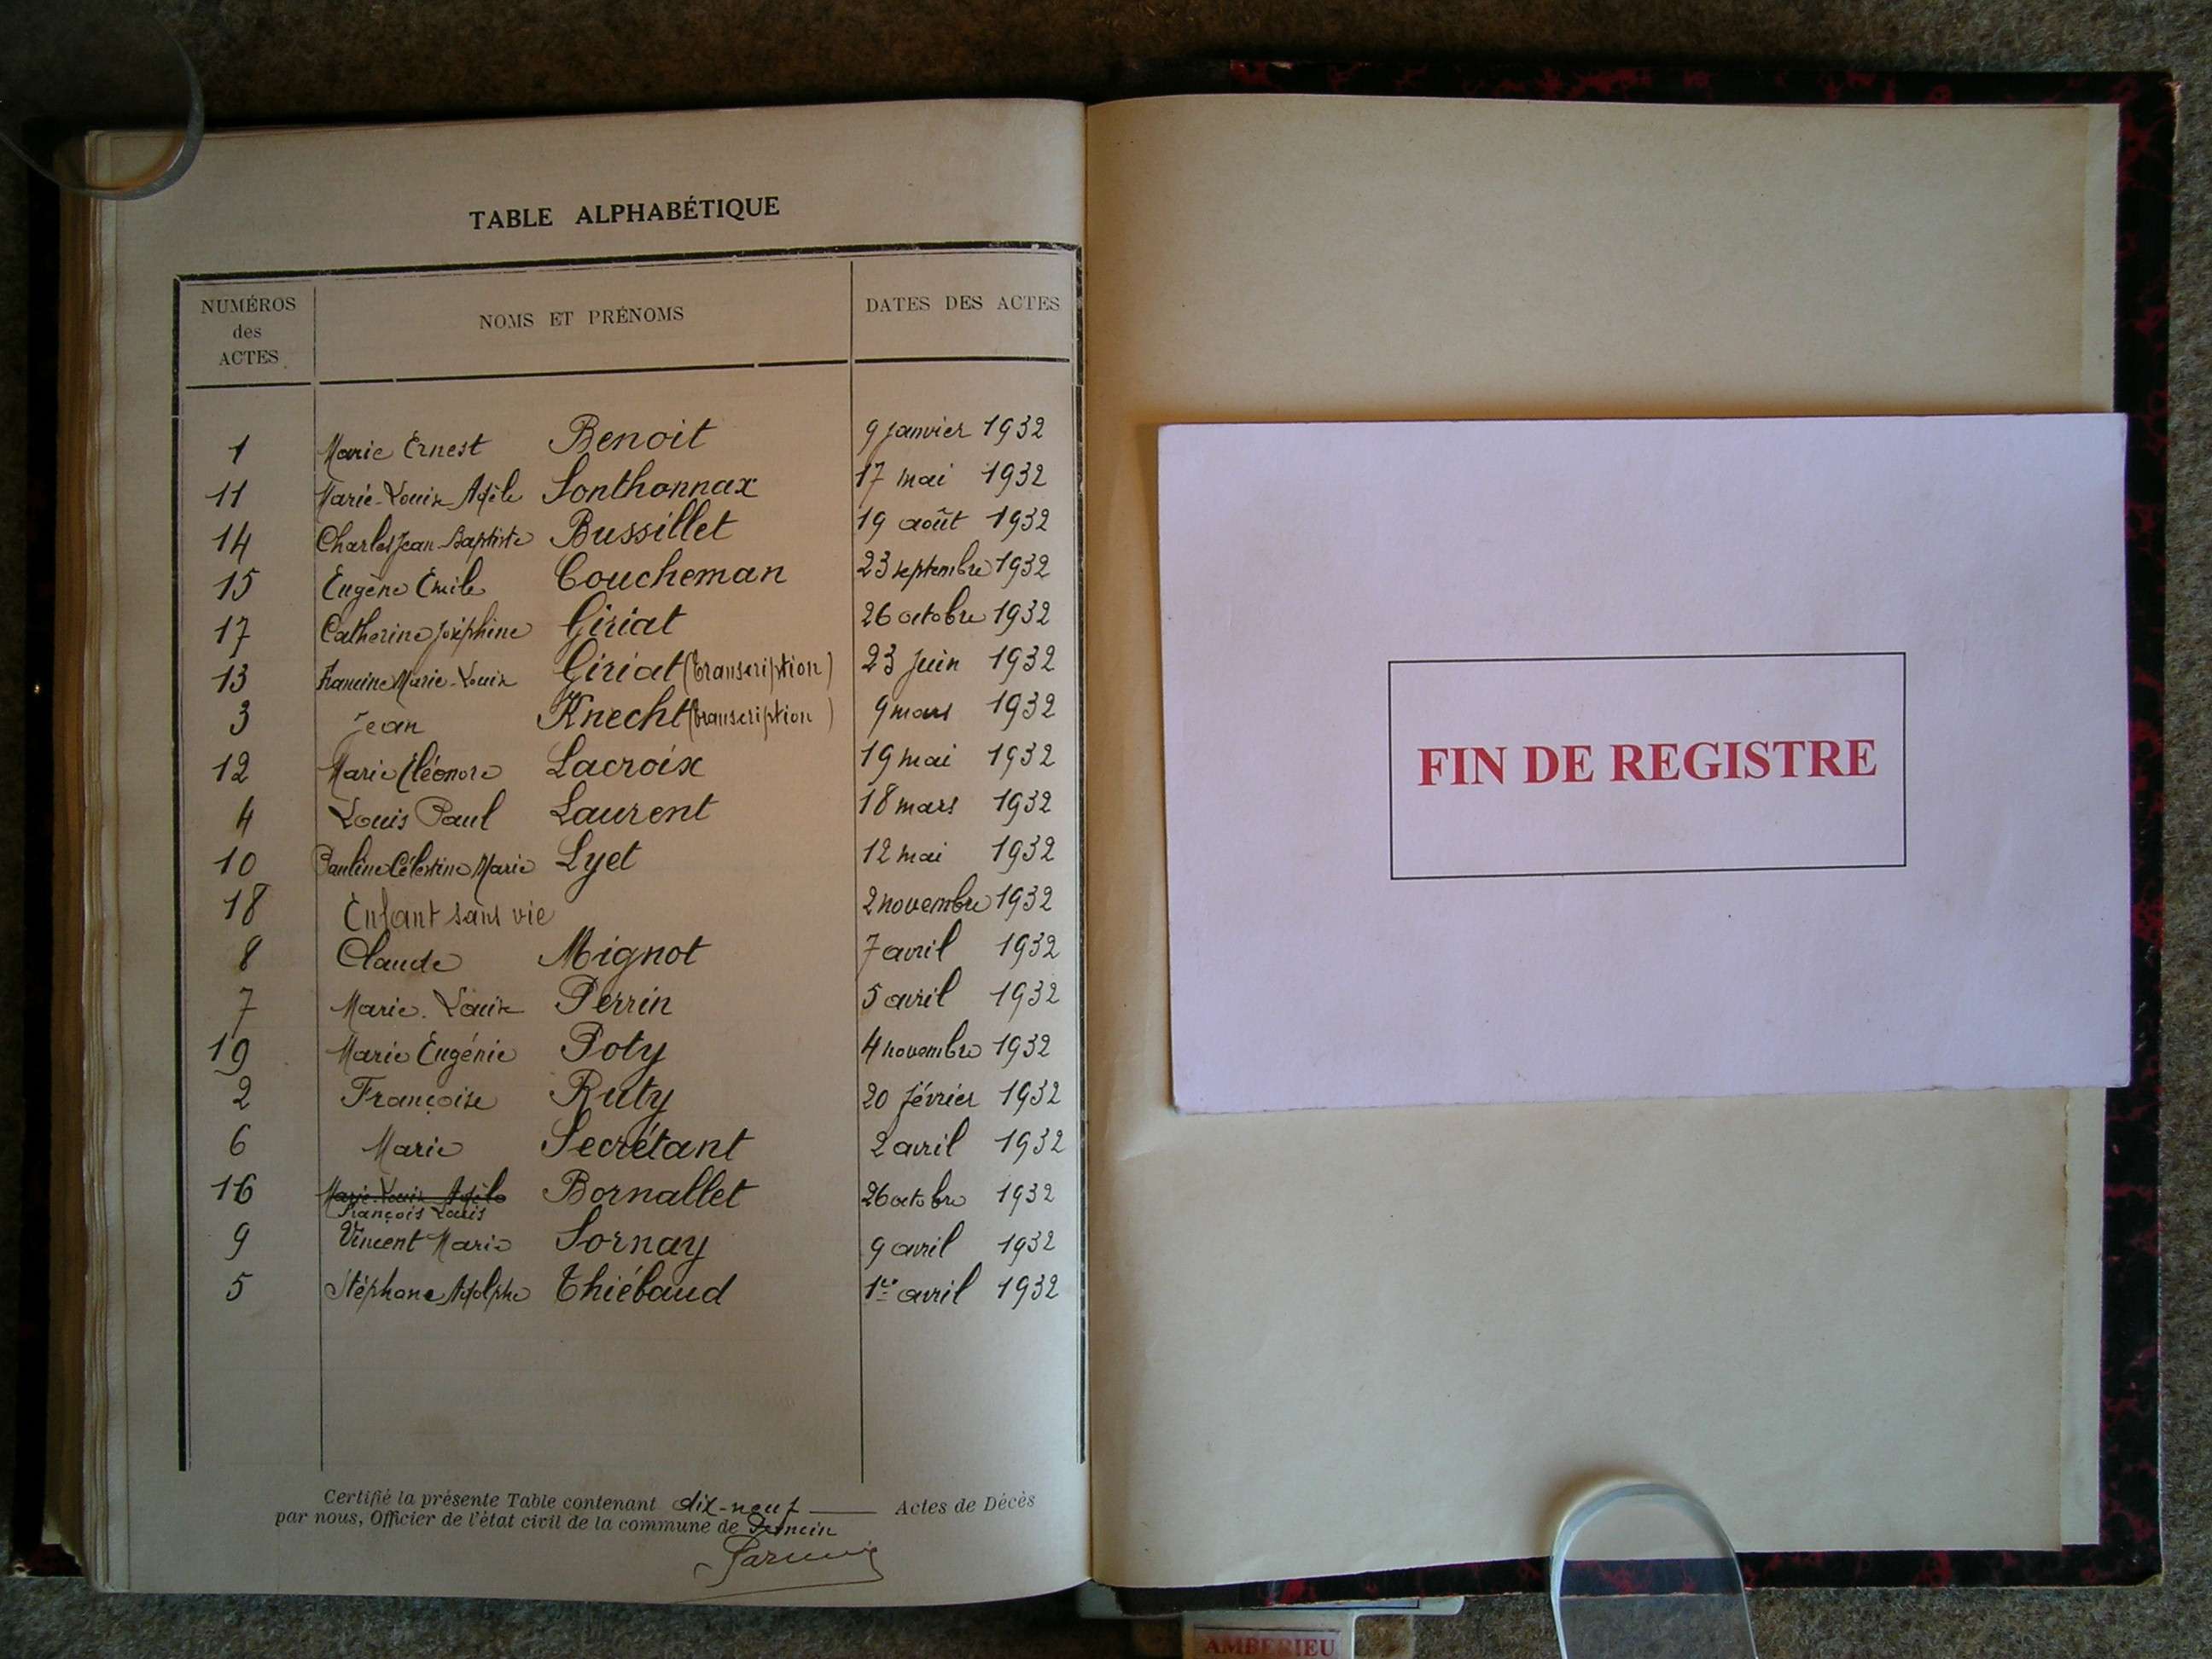 TABLE ALPHABÉTIQUE
NUMÉROS des ACTES NOMS ET PRÉNOMS DATES DES ACTES
1 Marie Ernest Benoit 9 janvier 1932
11 Marie-Louise Adèle Sonthonnax 17 mai 1932
14 Charles Jean-Baptiste Bussillet 19 août 1932
15 Eugène Emile Coucheman 23 septembre 1932
17 Catherine Joséphine Giriat 26 octobre 1932
13 Francine Marie-Louise Giriat (transcription) 23 Juin 1932
3 Jean Knecht (transcription) 9 mars 1932
12 Marie Eléonore Lacroix 19 mai 1932
4 Louis Paul Laurent 18 mars 1932
10 Pauline Célestine Marie Lyet 12 mai 1932
18 Enfant sans vie 2 novembre 1932
8 Claude Mignot 7 avril 1932
7 Marie-Louise Perrin 5 avril 1932
19 Marie Eugénie Poty 4 novembre 1932
2 Françoise Ruty 20 février 1932
6 Marie Secrétant 2 avril 1932
16 Marie-Louise Adèle Bornallet 26 octobre 1932
François Louis
9 Vincent Marie Sornay 9 avril 1932
5 Stéphane Adolphe Thiébaud 1er avril 1932
Certifié la présente Table contenant dix-neuf Actes de Décès
par nous, Officier de l'état civil de la commune de
FIN DE REGISTRE
AMBERIEU